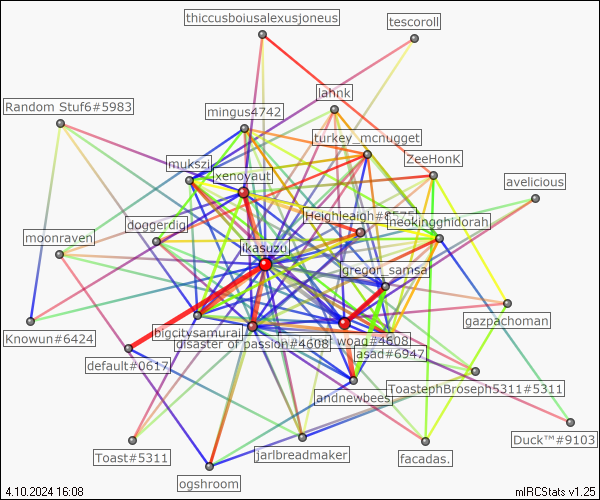 thiccusboiusalexusjoneus
tescoroll
lahnk
Random Stuf6#5983
mingus4742
turkey_mcnugget
mukszi
xenoyaut
ZeeHonK
avelicious
doggerdig
Heighleaigh#8575
neokingghidorah
moonraven
ikasuzu
gregor_samsa
gazpachoman
Knowun#6424
bigcitysamurai
disaster of passion#4608
woag#4608
asad#6947
default#0617
andnewbees
ToastephBroseph5311#5311
Toast#5311
jarlbreadmaker
facadas.
Duck™#9103
ogshroom
4.10.2024 16:08
mIRCStats v1.25